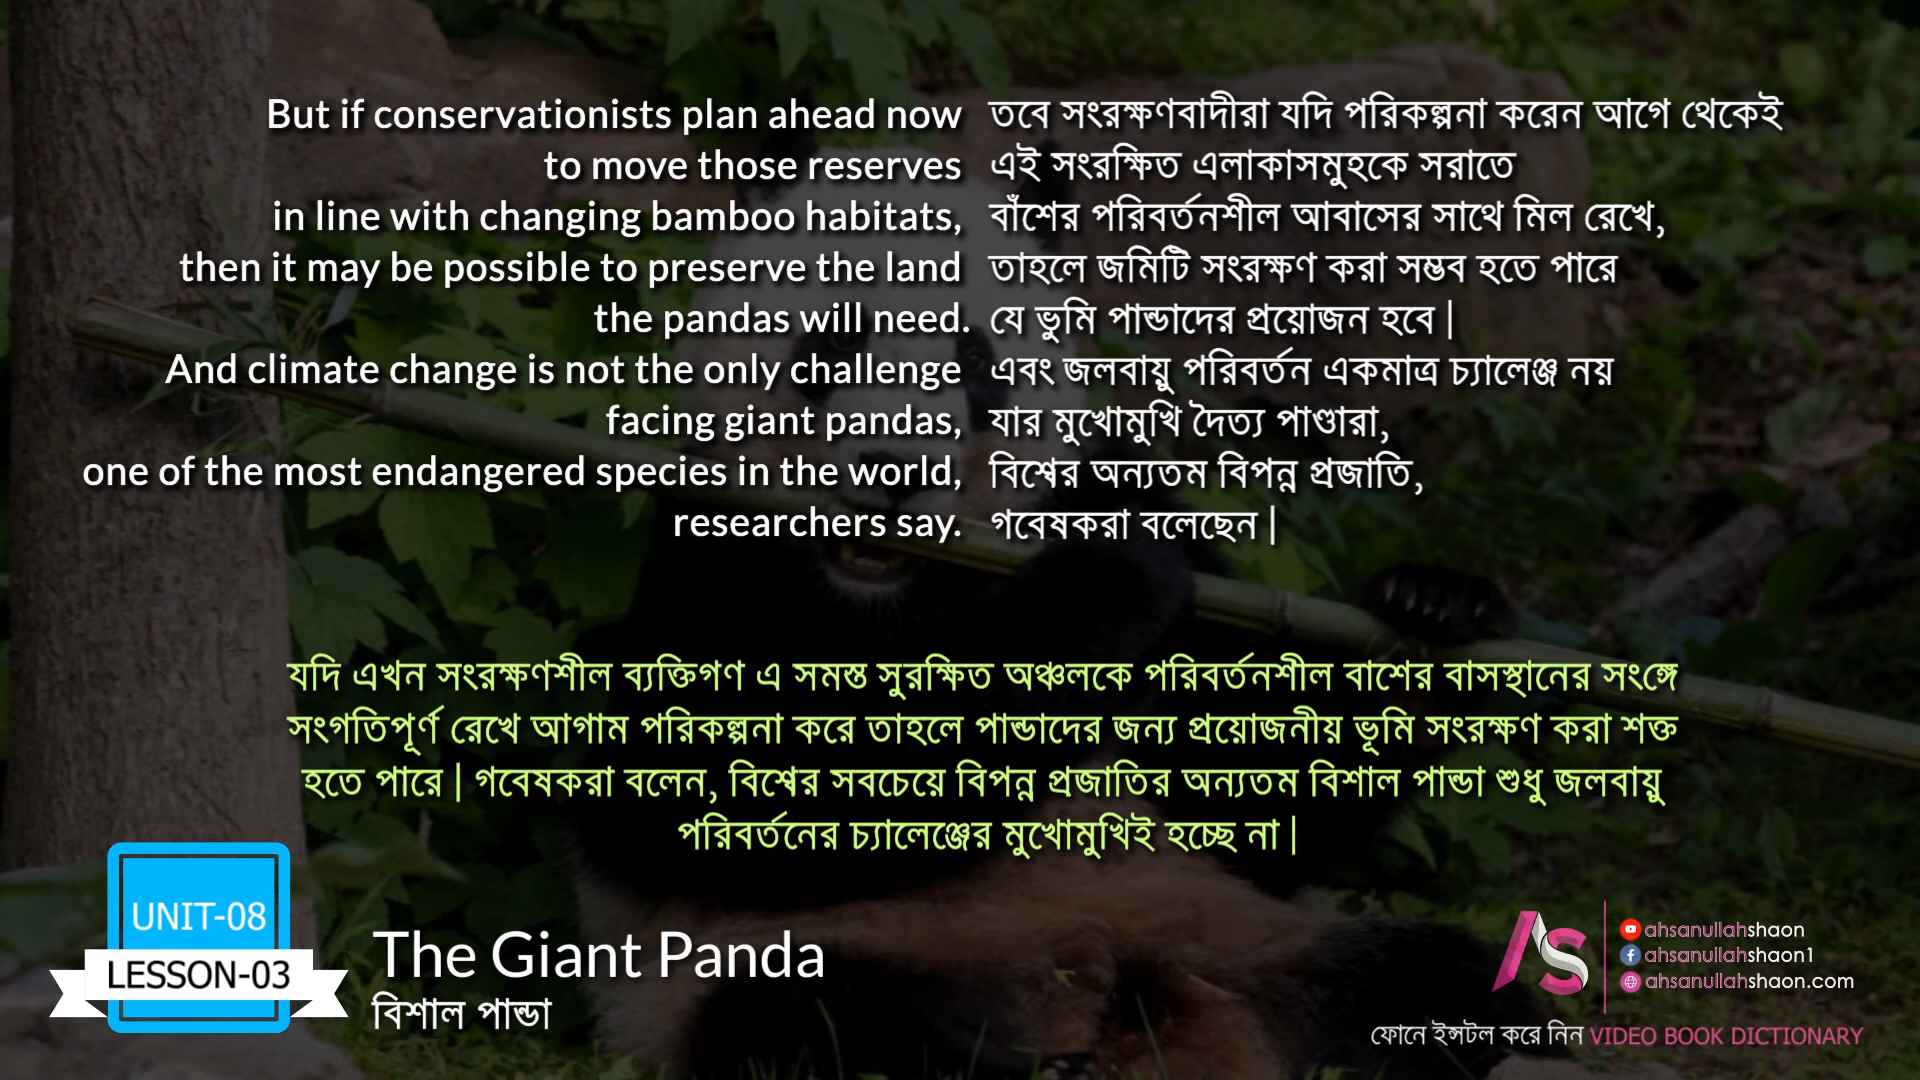 But if conservationists plan ahead now
to move those reserves
in line with changing bamboo habitats,
then it may be possible to preserve the land
the pandas will need.
And climate change is not the only challenge
facing giant pandas,
one of the most endangered species in the world,
researchers say.
তবে সংরক্ষণবাদীরা যদি পরিকল্পনা করেন আগে থেকেই
এই সংরক্ষিত এলাকাসমুহকে সরাতে
বাঁশের পরিবর্তনশীল আবাসের সাথে মিল রেখে,
তাহলে জমিটি সংরক্ষণ করা সম্ভব হতে পারে
যে ভুমি পান্ডাদের প্রয়োজন হবে |
এবং জলবায়ু পরিবর্তন একমাত্র চ্যালেঞ্জ নয়
যার মুখোমুখি দৈত্য পাণ্ডারা,
বিশ্বের অন্যতম বিপন্ন প্রজাতি,
গবেষকরা বলেছেন |
যদি এখন সংরক্ষণশীল ব্যক্তিগণ এ সমস্ত সুরক্ষিত অঞ্চলকে পরিবর্তনশীল বাশের বাসস্থানের সংঙ্গে
সংগতিপূর্ণ রেখে আগাম পরিকল্পনা করে তাহলে পান্ডাদের জন্য প্রয়োজনীয় ভূমি সংরক্ষণ করা শক্ত
হতে পারে | গবেষকরা বলেন, বিশ্বের সবচেয়ে বিপন্ন প্রজাতির অন্যতম বিশাল পান্ডা শুধু জলবায়ু
পরিবর্তনের চ্যালেঞ্জের মুখোমুখিই হচ্ছে না |
UNIT-08
LESSON-03
The Giant Panda
বিশাল পান্ডা
AS
ahsanullahshaon
ahsanullahshaon1
ahsanullahshaon.com
ফোনে ইন্সটল করে নিন VIDEO BOOK DICTIONARY